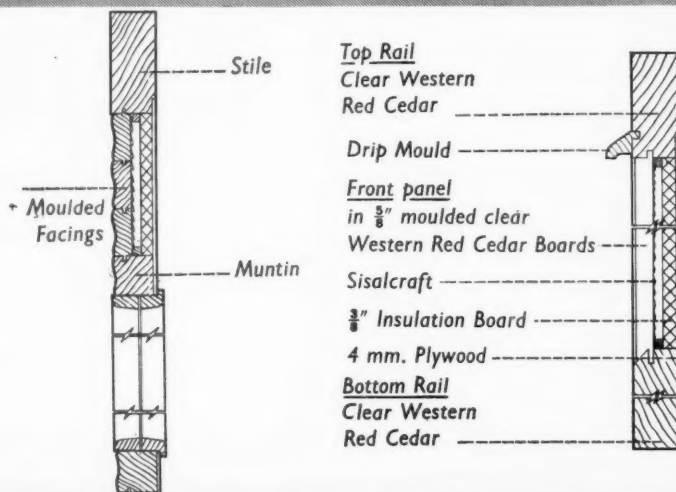 Stile
Moulded
Facings
Muntin
Top Rail
Clear Western
Red Cedar
Drip Mould
Front panel
in 5/8" moulded clear
Western Red Cedar Boards
Sisalcraft
3/8" Insulation Board
4 mm. Plywood
Bottom Rail
Clear Western
Red Cedar